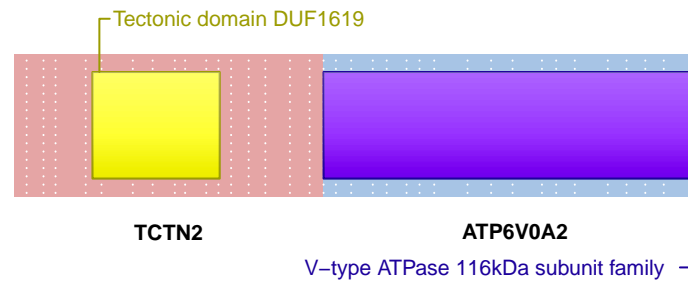 Tectonic domain DUF1619
TCTN2
ATP6V0A2
V−type ATPase 116kDa subunit family